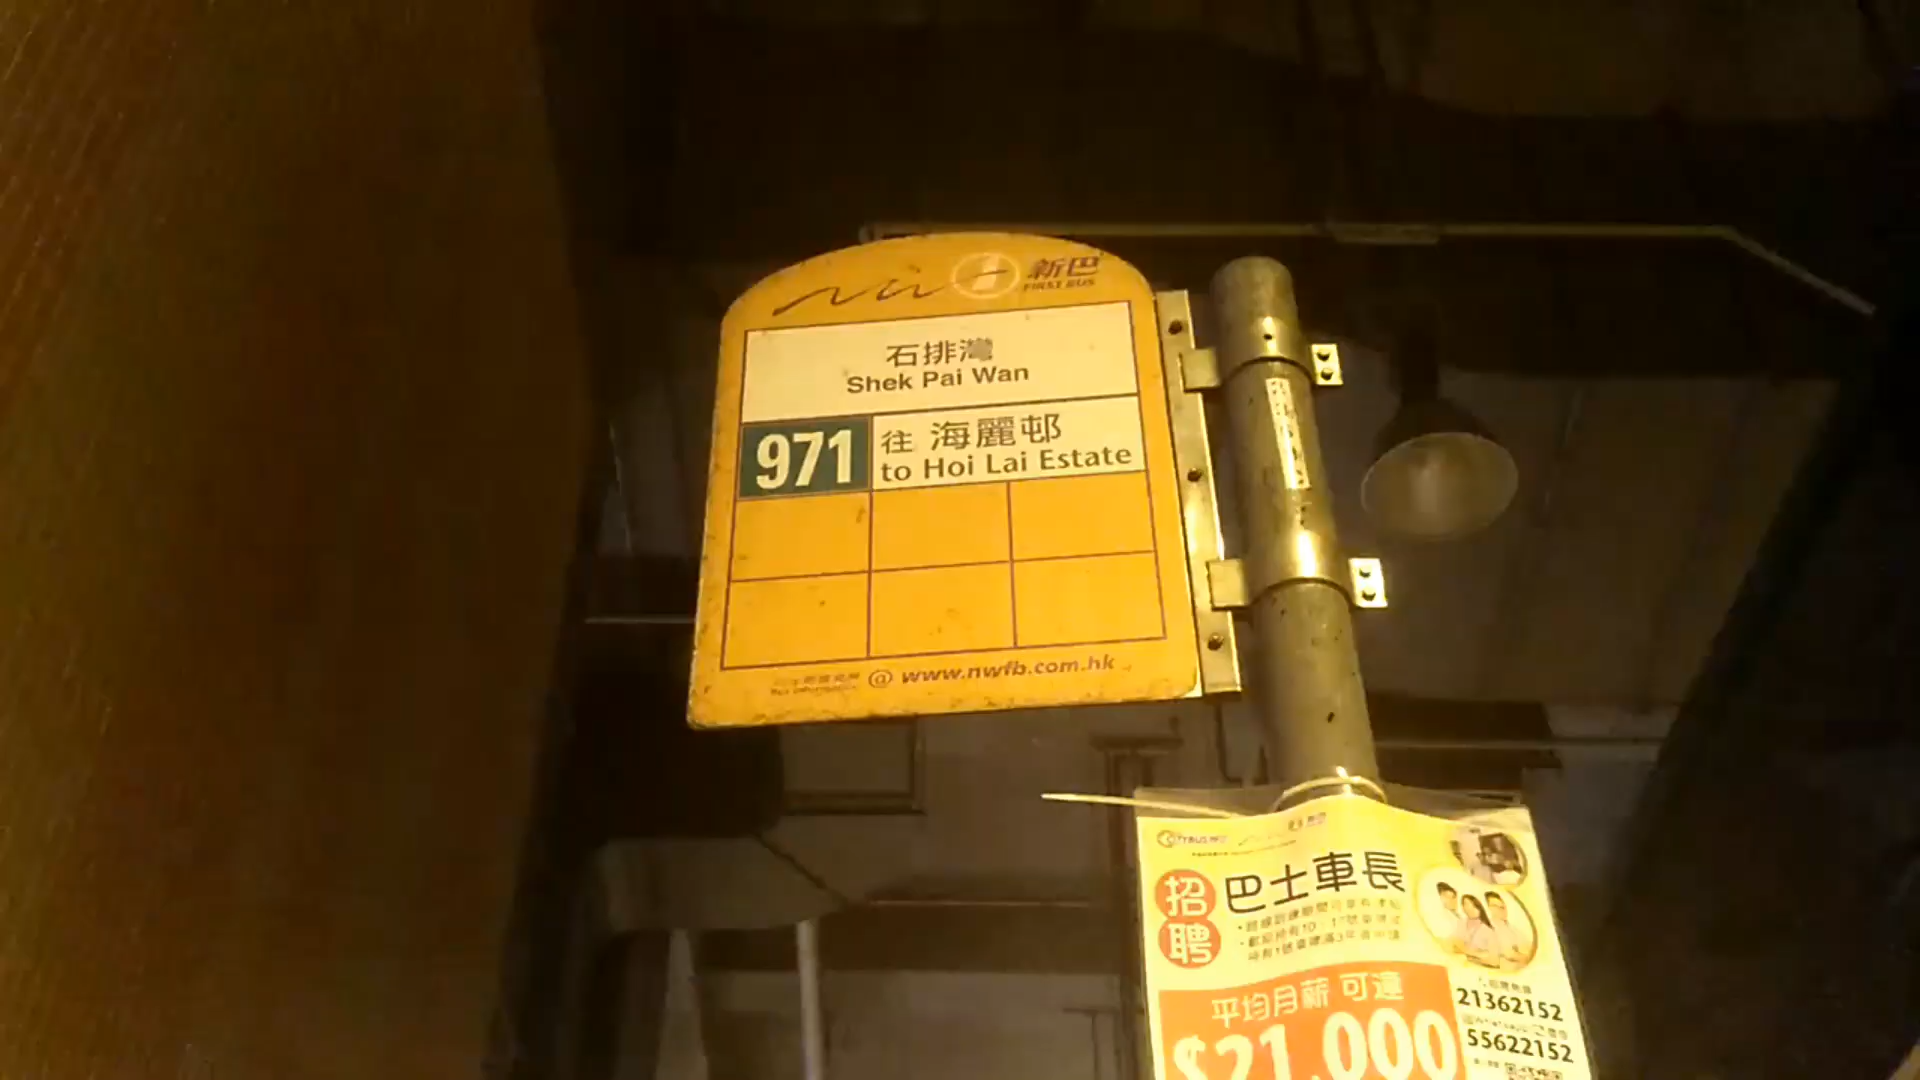 新巴
FIRST BUS
石排灣
Shek Pai Wan
971
往 海麗邨
to Hoi Lai Estate
@ www.nwfb.com.hk
招聘
巴士車長
平均月薪 可達
$21,000
21362152
55622152